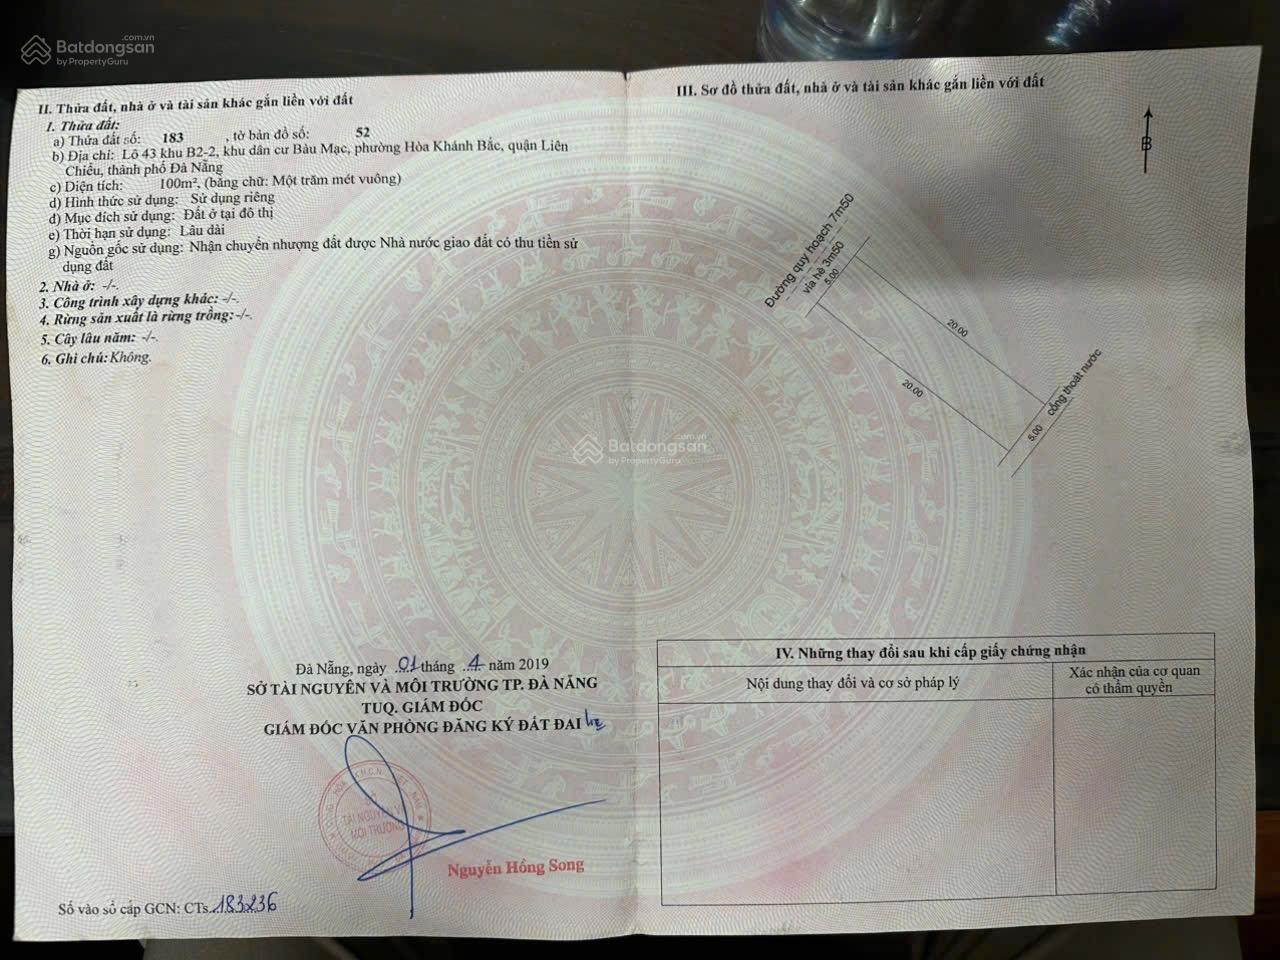 Batdongsan.com.vn
by PropertyGuru
II. Thửa đất, nhà ở và tài sản khác gắn liền với đất
1. Thửa đất:
a) Thửa đất số: 183 , tờ bản đồ số: 52
b) Địa chỉ: Lô 43 khu B2-2, khu dân cư Bàu Mạc, phường Hòa Khánh Bắc, quận Liên
Chiểu, thành phố Đà Nẵng
c) Diện tích: 100m², (bằng chữ: Một trăm mét vuông)
d) Hình thức sử dụng: Sử dụng riêng
đ) Mục đích sử dụng: Đất ở tại đô thị
e) Thời hạn sử dụng: Lâu dài
g) Nguồn gốc sử dụng: Nhận chuyển nhượng đất được Nhà nước giao đất có thu tiền sử
dụng đất
2. Nhà ở: -/-.
3. Công trình xây dựng khác: -/-.
4. Rừng sản xuất là rừng trồng: -/-.
5. Cây lâu năm: -/-.
6. Ghi chú: Không.
Đà Nẵng, ngày 01 tháng 4 năm 2019
SỞ TÀI NGUYÊN VÀ MÔI TRƯỜNG TP. ĐÀ NẴNG
TUQ. GIÁM ĐỐC
GIÁM ĐỐC VĂN PHÒNG ĐĂNG KÝ ĐẤT ĐAI
SỞ
TÀI NGUYÊN VÀ
MÔI TRƯỜNG
Nguyễn Hồng Song
Số vào sổ cấp GCN: CTs 183236
III. Sơ đồ thửa đất, nhà ở và tài sản khác gắn liền với đất
B
Đường quy hoạch 7m50
vỉa hè 3m50
5.00
20.00
20.00
5.00
cống thoát nước
Batdongsan.com.vn
by PropertyGuru
IV. Những thay đổi sau khi cấp giấy chứng nhận
Nội dung thay đổi và cơ sở pháp lý
Xác nhận của cơ quan
có thẩm quyền